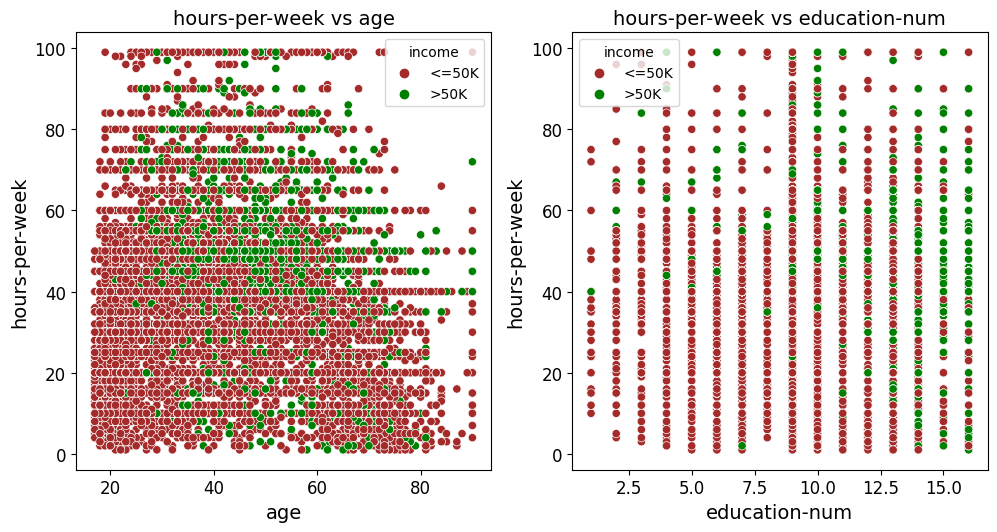 hours-per-week vs age
hours-per-week
100
80
60
40
20
0
income
<=50K
>50K
20
40
60
80
age
hours-per-week vs education-num
hours-per-week
100
80
60
40
20
0
income
<=50K
>50K
2.5
5.0
7.5
10.0
12.5
15.0
education-num